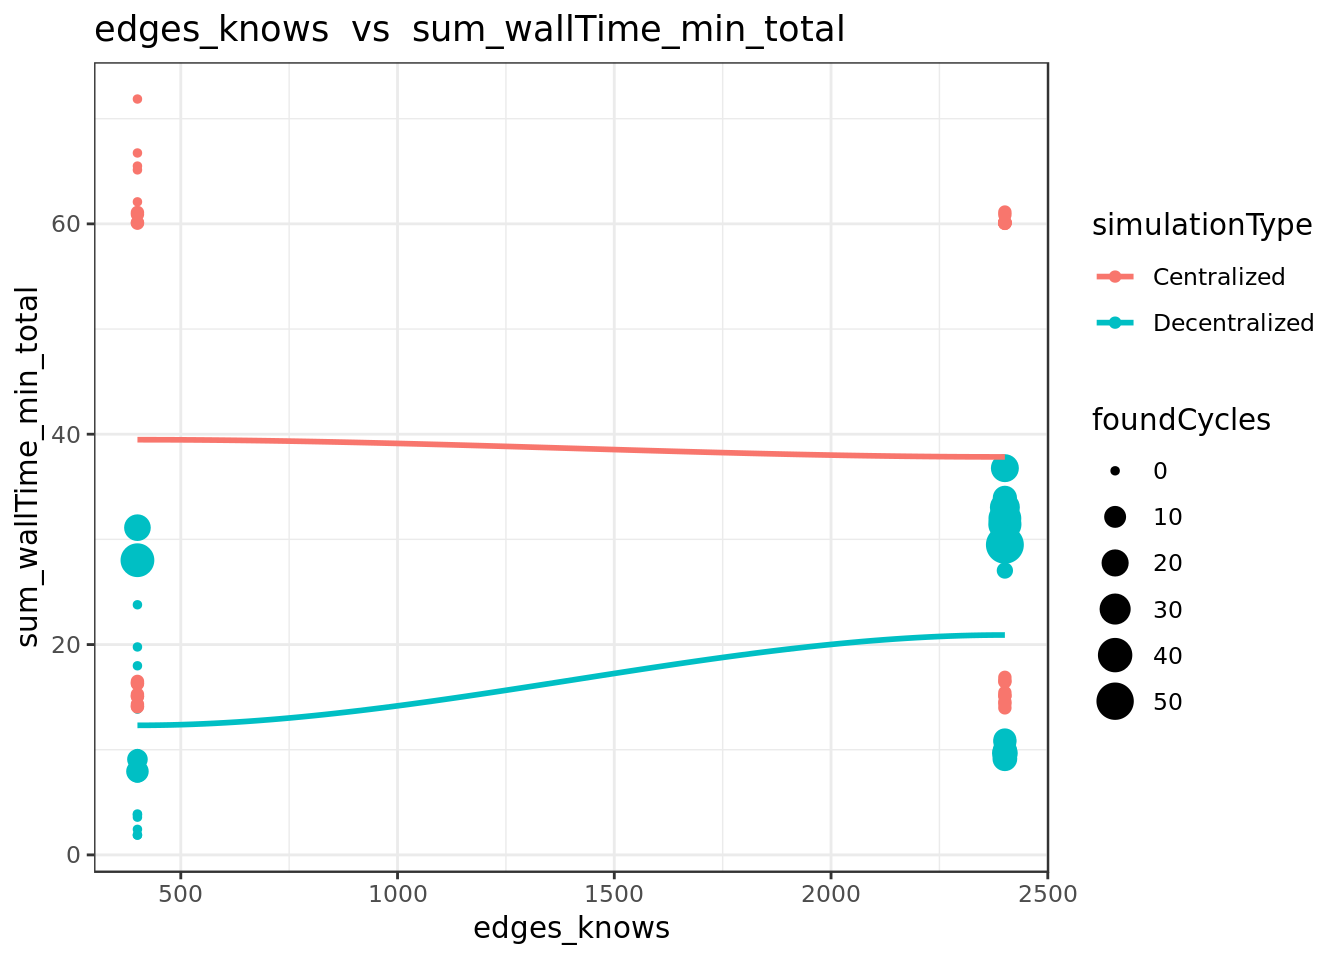 edges_knows  vs  sum_wallTime_min_total
sum_wallTime_min_total
60
40
20
0
500
1000
1500
2000
2500
edges_knows
simulationType
Centralized
Decentralized
foundCycles
0
10
20
30
40
50